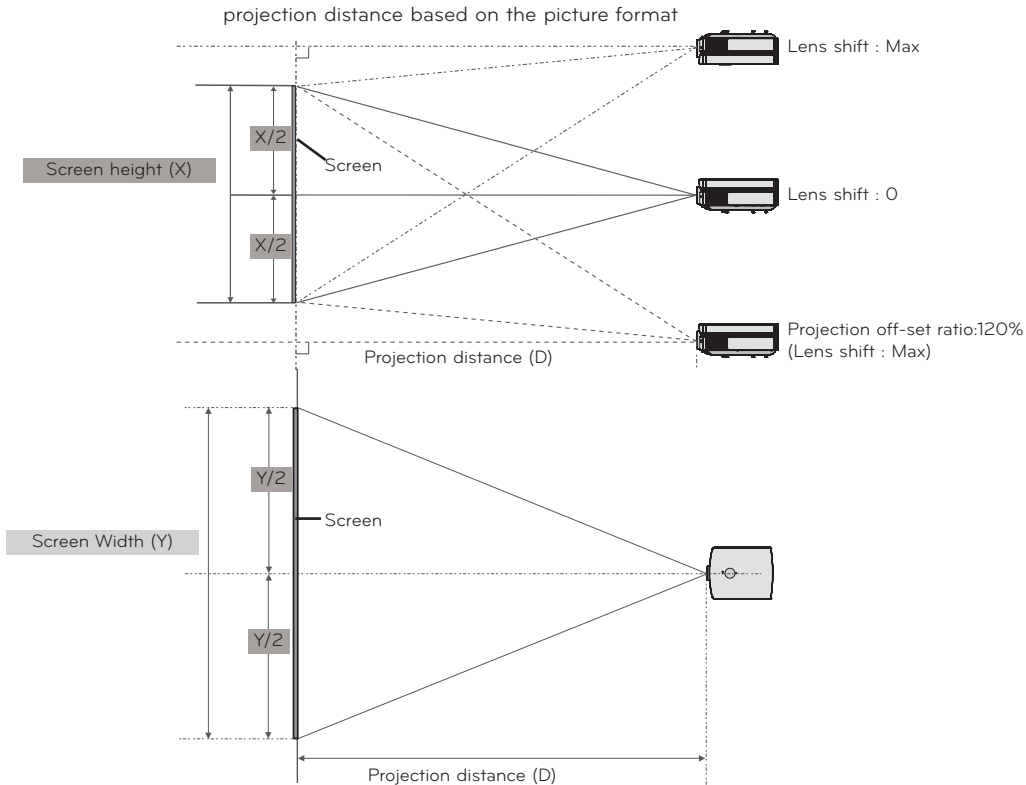 projection distance based on the picture format
Lens shift : Max
X/2
Screen
Screen height (X)
Lens shift : 0
X/2
Projection off-set ratio:120%
(Lens shift : Max)
Projection distance (D)
Y/2
Screen
Screen Width (Y)
Y/2
Projection distance (D)